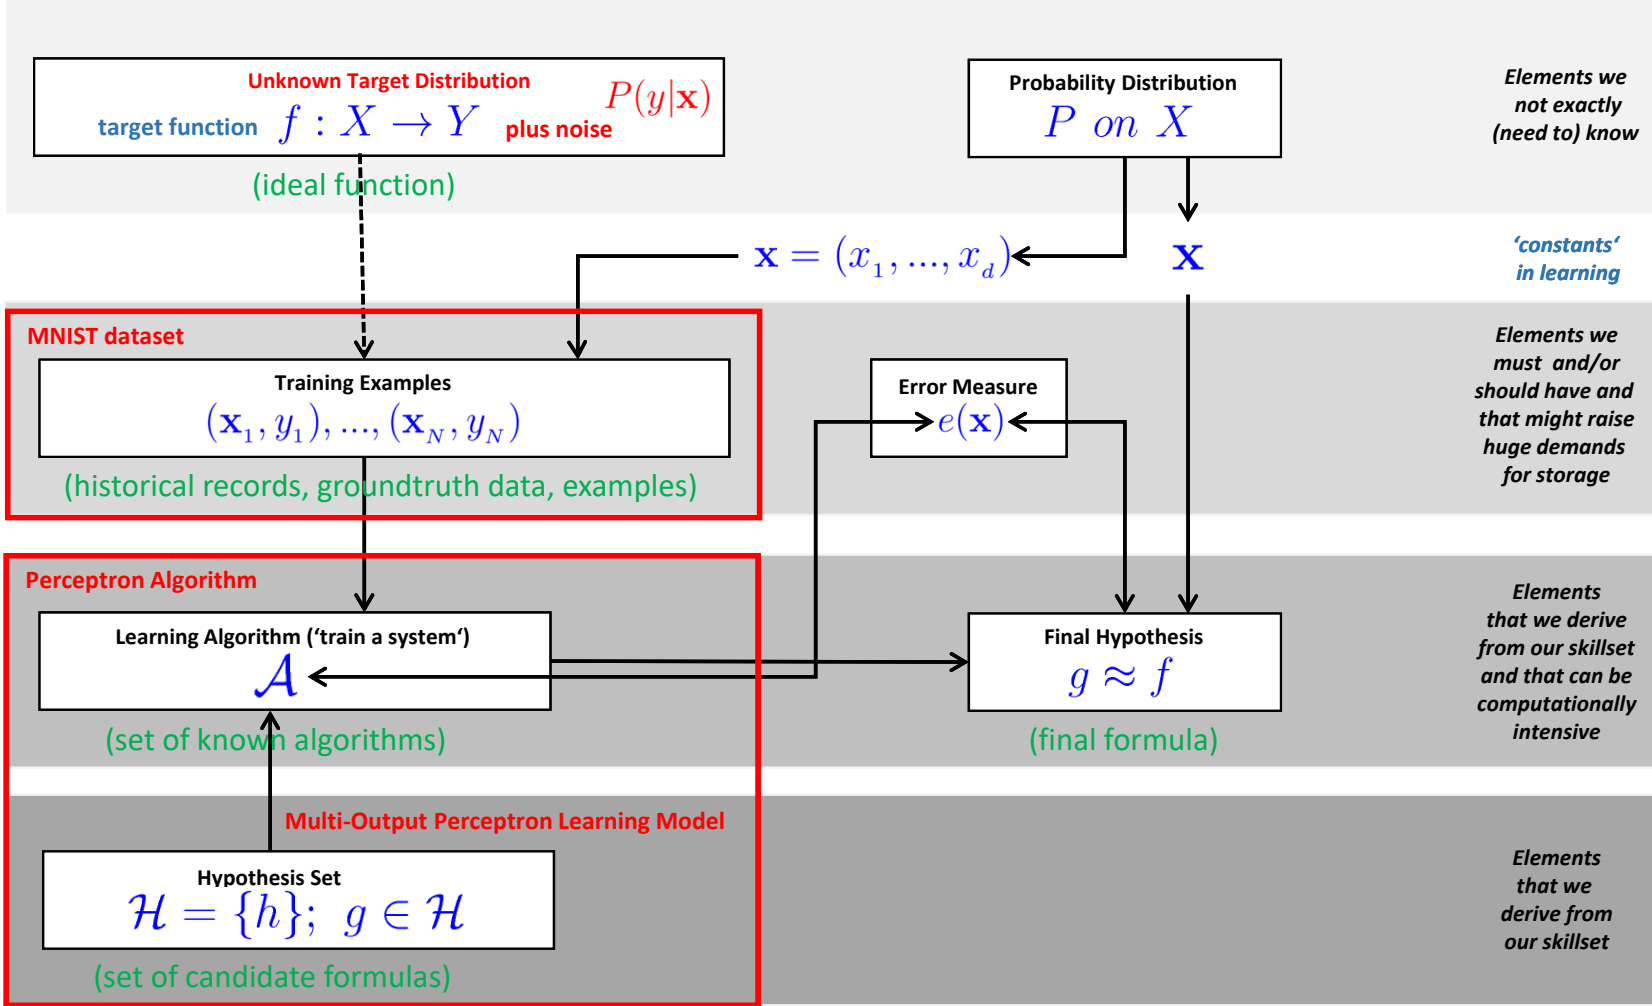 Unknown Target Distribution
target function f : X → Y plus noise P(y|x)
(ideal function)
Probability Distribution
P on X
Elements we
not exactly
(need to) know
x = (x₁, ..., x_d)
x
‘constants‘
in learning
MNIST dataset
Training Examples
(x₁, y₁), ..., (x_N, y_N)
(historical records, groundtruth data, examples)
Error Measure
e(x)
Elements we
must and/or
should have and
that might raise
huge demands
for storage
Perceptron Algorithm
Learning Algorithm (‘train a system‘)
𝒜
(set of known algorithms)
Final Hypothesis
g ≈ f
(final formula)
Elements
that we derive
from our skillset
and that can be
computationally
intensive
Multi-Output Perceptron Learning Model
Hypothesis Set
ℋ = {h}; g ∈ ℋ
(set of candidate formulas)
Elements
that we
derive from
our skillset